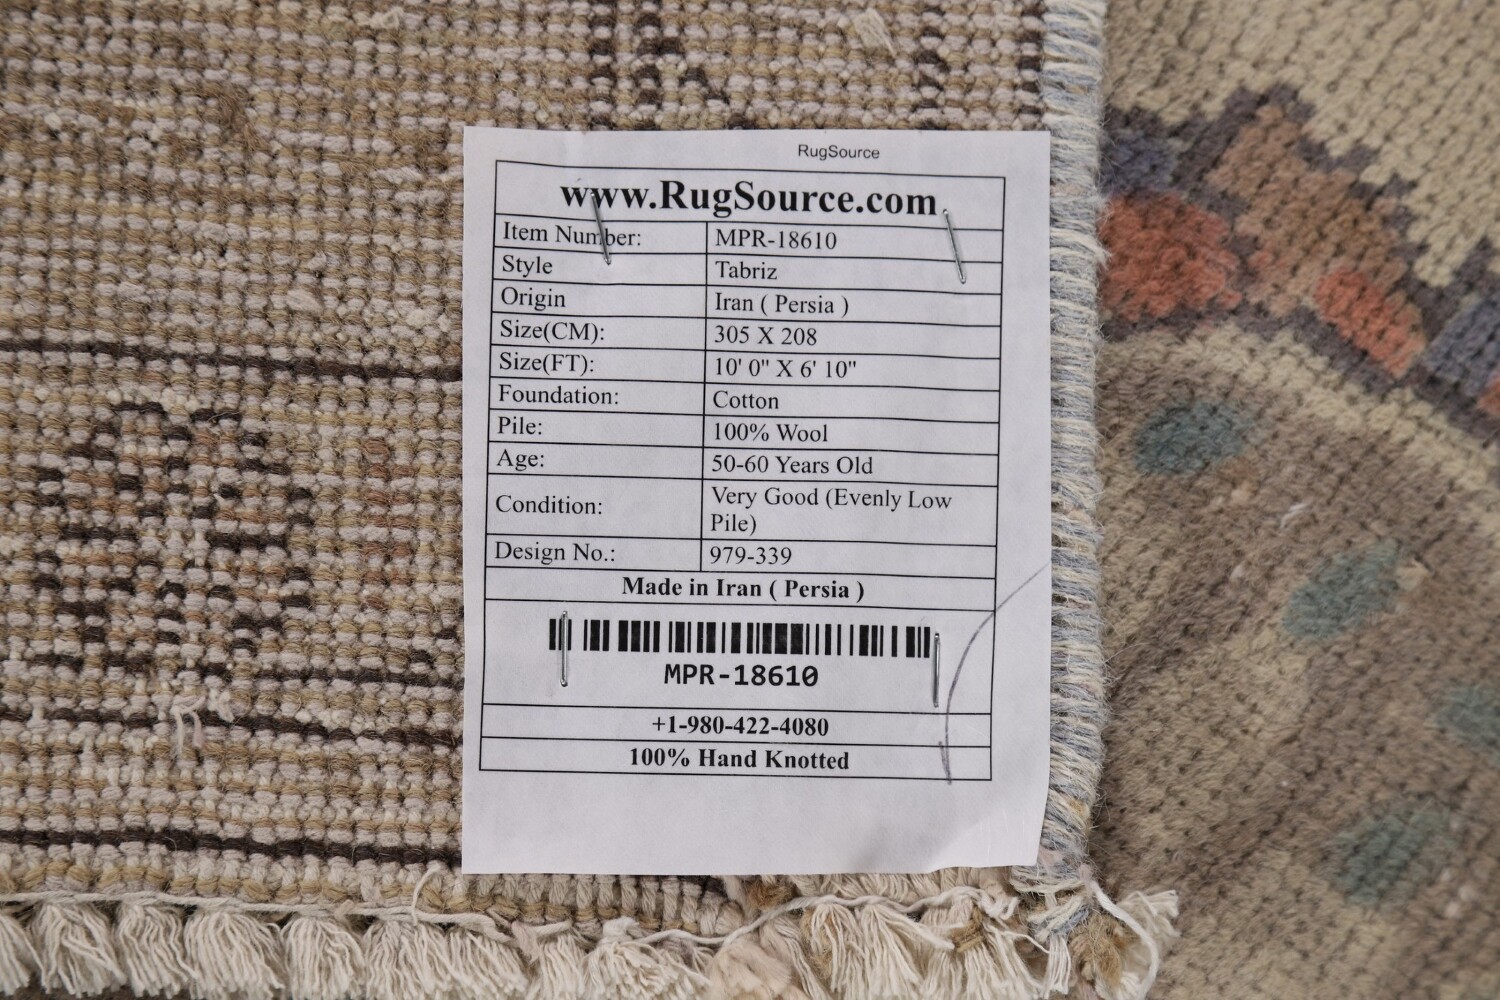 RugSource
www.RugSource.com
Item Number: MPR-18610
Style Tabriz
Origin Iran ( Persia )
Size(CM): 305 X 208
Size(FT): 10' 0" X 6' 10"
Foundation: Cotton
Pile: 100% Wool
Age: 50-60 Years Old
Condition: Very Good (Evenly Low
Pile)
Design No.: 979-339
Made in Iran ( Persia )
MPR-18610
+1-980-422-4080
100% Hand Knotted